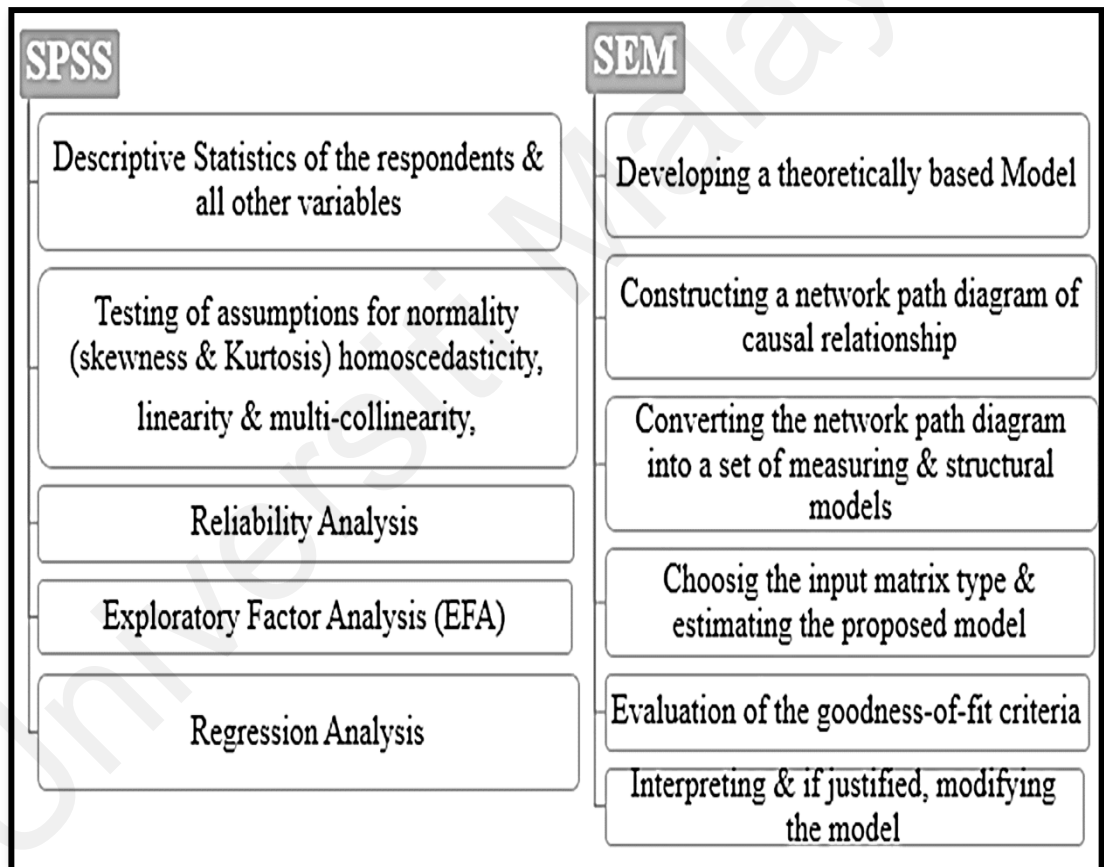 SPSS
Descriptive Statistics of the respondents &
all other variables
Testing of assumptions for normality
(skewness & Kurtosis) homoscedasticity,
linearity & multi-collinearity,
Reliability Analysis
Exploratory Factor Analysis (EFA)
Regression Analysis
SEM
Developing a theoretically based Model
Constructing a network path diagram of
causal relationship
Converting the network path diagram
into a set of measuring & structural
models
Choosig the input matrix type &
estimating the proposed model
Evaluation of the goodness-of-fit criteria
Interpreting & if justified, modifying
the model
Universiti Malay